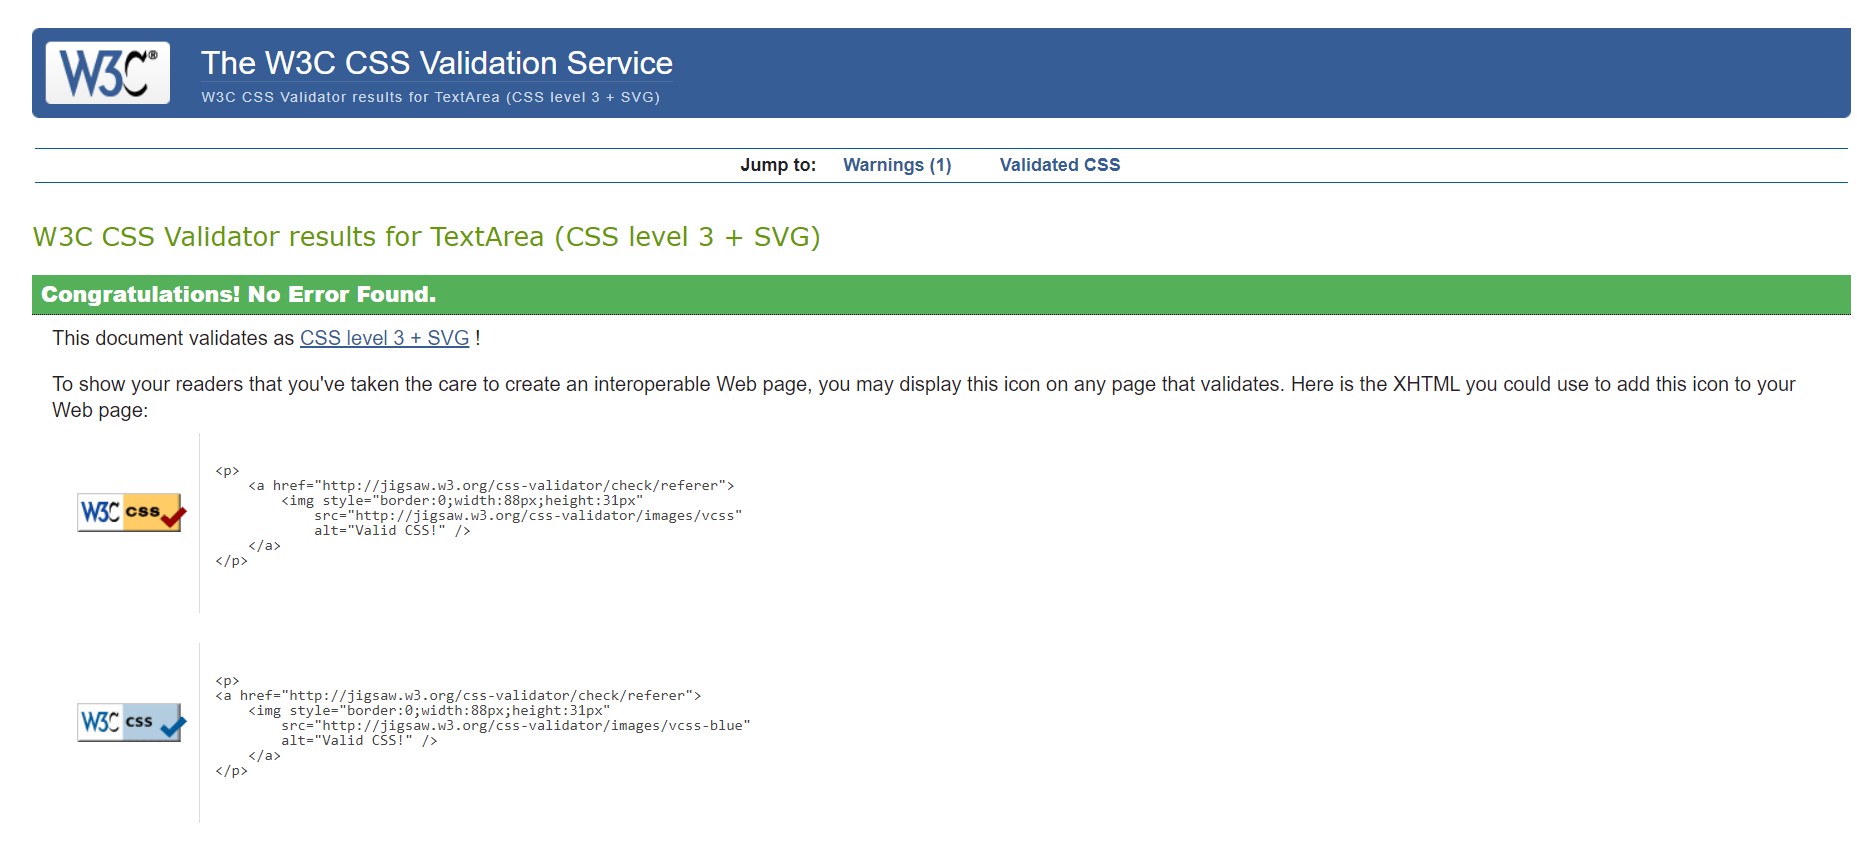 W3C®
The W3C CSS Validation Service
W3C CSS Validator results for TextArea (CSS level 3 + SVG)
Jump to: Warnings (1) Validated CSS
W3C CSS Validator results for TextArea (CSS level 3 + SVG)
Congratulations! No Error Found.
This document validates as CSS level 3 + SVG !
To show your readers that you've taken the care to create an interoperable Web page, you may display this icon on any page that validates. Here is the XHTML you could use to add this icon to your
Web page:
W3C css
<p>
    <a href="http://jigsaw.w3.org/css-validator/check/referer">
        <img style="border:0;width:88px;height:31px"
            src="http://jigsaw.w3.org/css-validator/images/vcss"
            alt="Valid CSS!" />
    </a>
</p>
W3C css
<p>
<a href="http://jigsaw.w3.org/css-validator/check/referer">
    <img style="border:0;width:88px;height:31px"
        src="http://jigsaw.w3.org/css-validator/images/vcss-blue"
        alt="Valid CSS!" />
    </a>
</p>